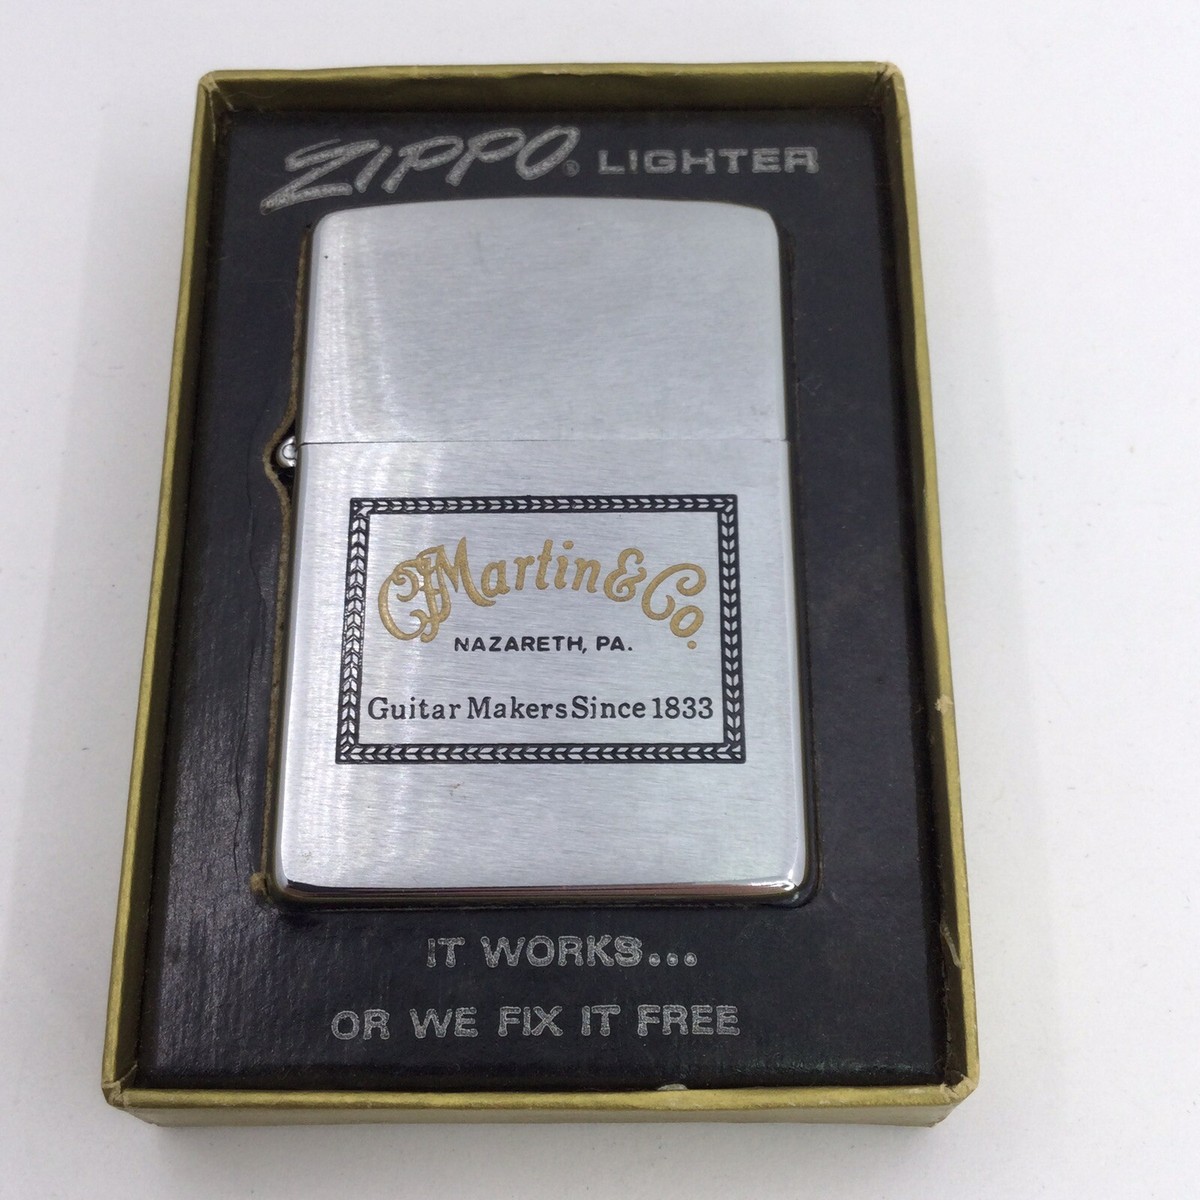 ZIPPO® LIGHTER
CFMartin & Co.
NAZARETH, PA.
Guitar Makers Since 1833
IT WORKS...
OR WE FIX IT FREE